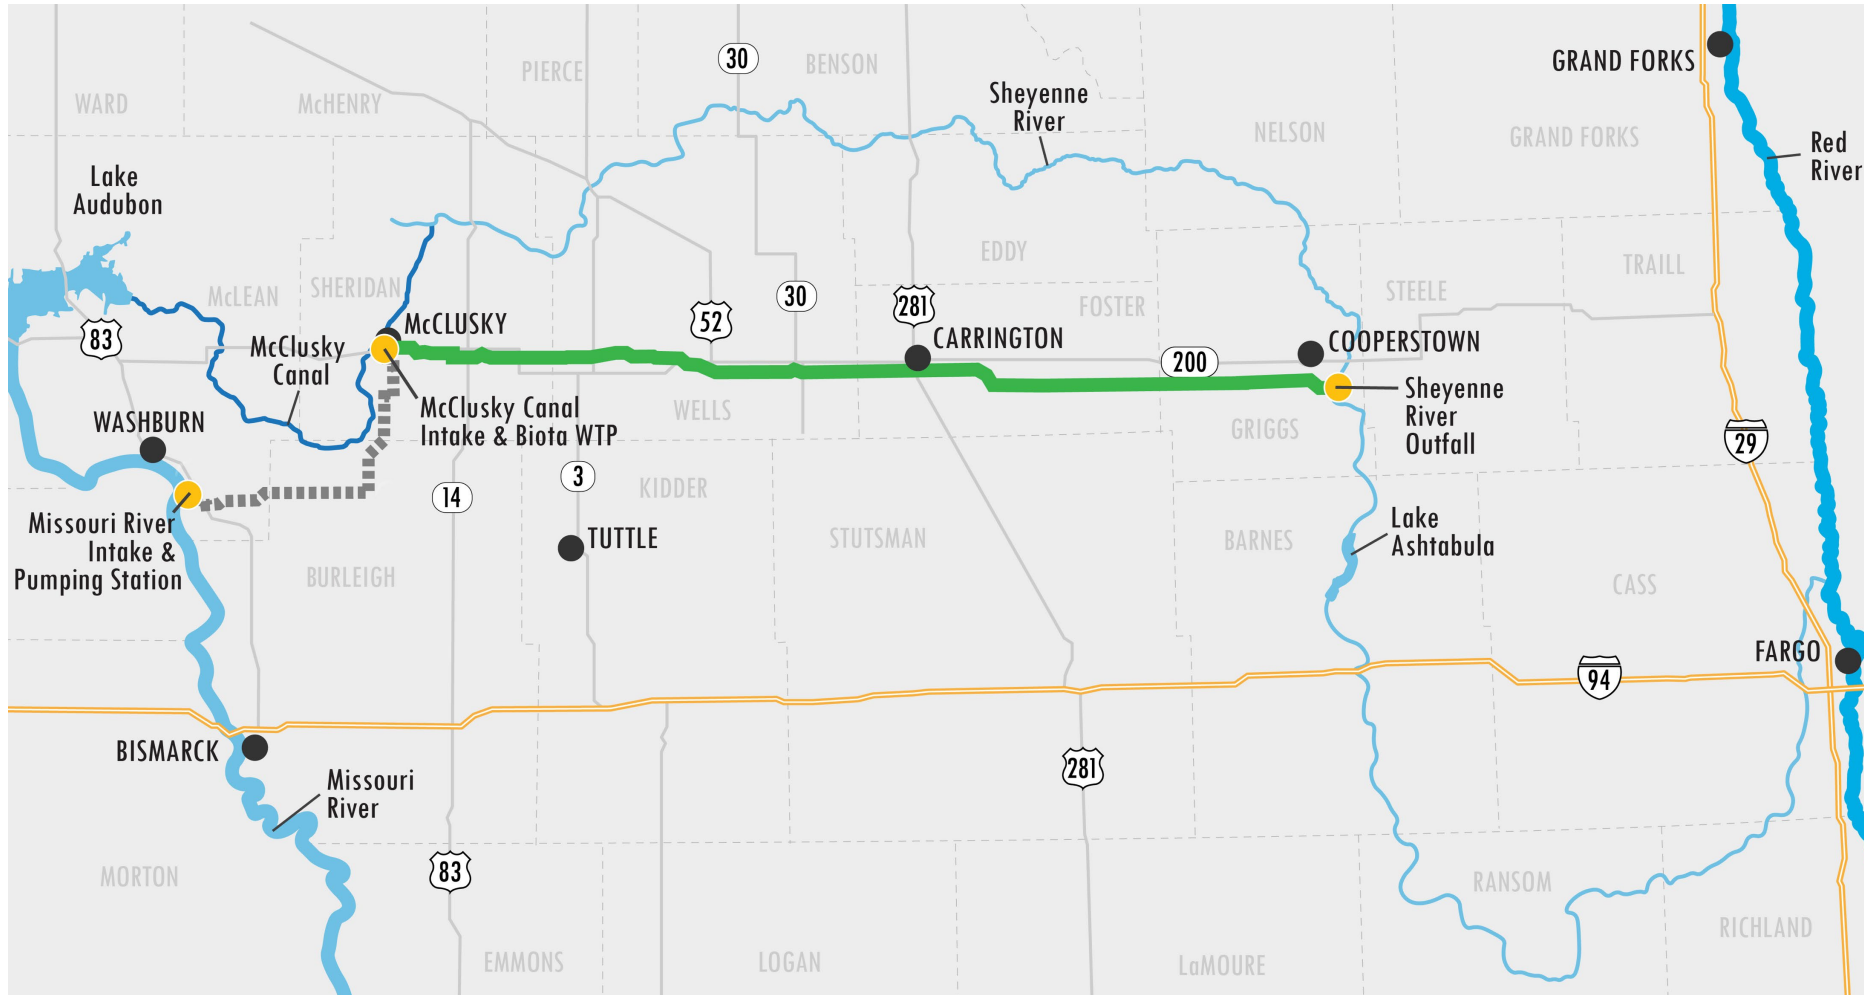 30
BENSON
PIERCE
GRAND FORKS
WARD
McHENRY
Sheyenne
River
NELSON
GRAND FORKS
Red
River
Lake
Audubon
EDDY
TRAILL
McLEAN
SHERIDAN
30
281
FOSTER
STEELE
83
52
McCLUSKY
CARRINGTON
COOPERSTOWN
McClusky
Canal
200
Sheyenne
River
Outfall
McClusky Canal
Intake & Biota WTP
WELLS
GRIGGS
WASHBURN
29
3
KIDDER
14
Missouri River
Intake &
Pumping Station
TUTTLE
STUTSMAN
BARNES
Lake
Ashtabula
BURLEIGH
CASS
FARGO
94
BISMARCK
281
Missouri
River
83
MORTON
RANSOM
RICHLAND
EMMONS
LOGAN
LaMOURE